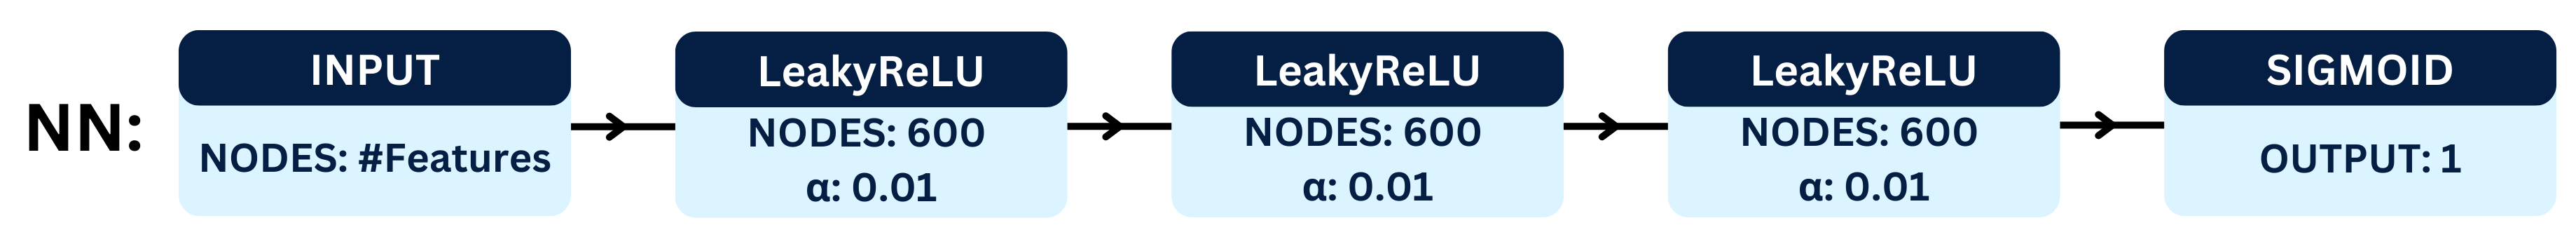 NN:
INPUT
NODES: #Features
LeakyReLU
NODES: 600
α: 0.01
LeakyReLU
NODES: 600
α: 0.01
LeakyReLU
NODES: 600
α: 0.01
SIGMOID
OUTPUT: 1